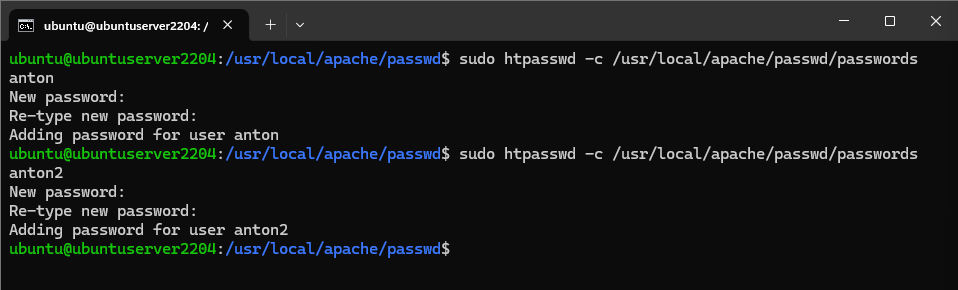 ubuntu@ubuntuserver2204: /
ubuntu@ubuntuserver2204:/usr/local/apache/passwd$ sudo htpasswd -c /usr/local/apache/passwd/passwords
anton
New password:
Re-type new password:
Adding password for user anton
ubuntu@ubuntuserver2204:/usr/local/apache/passwd$ sudo htpasswd -c /usr/local/apache/passwd/passwords
anton2
New password:
Re-type new password:
Adding password for user anton2
ubuntu@ubuntuserver2204:/usr/local/apache/passwd$